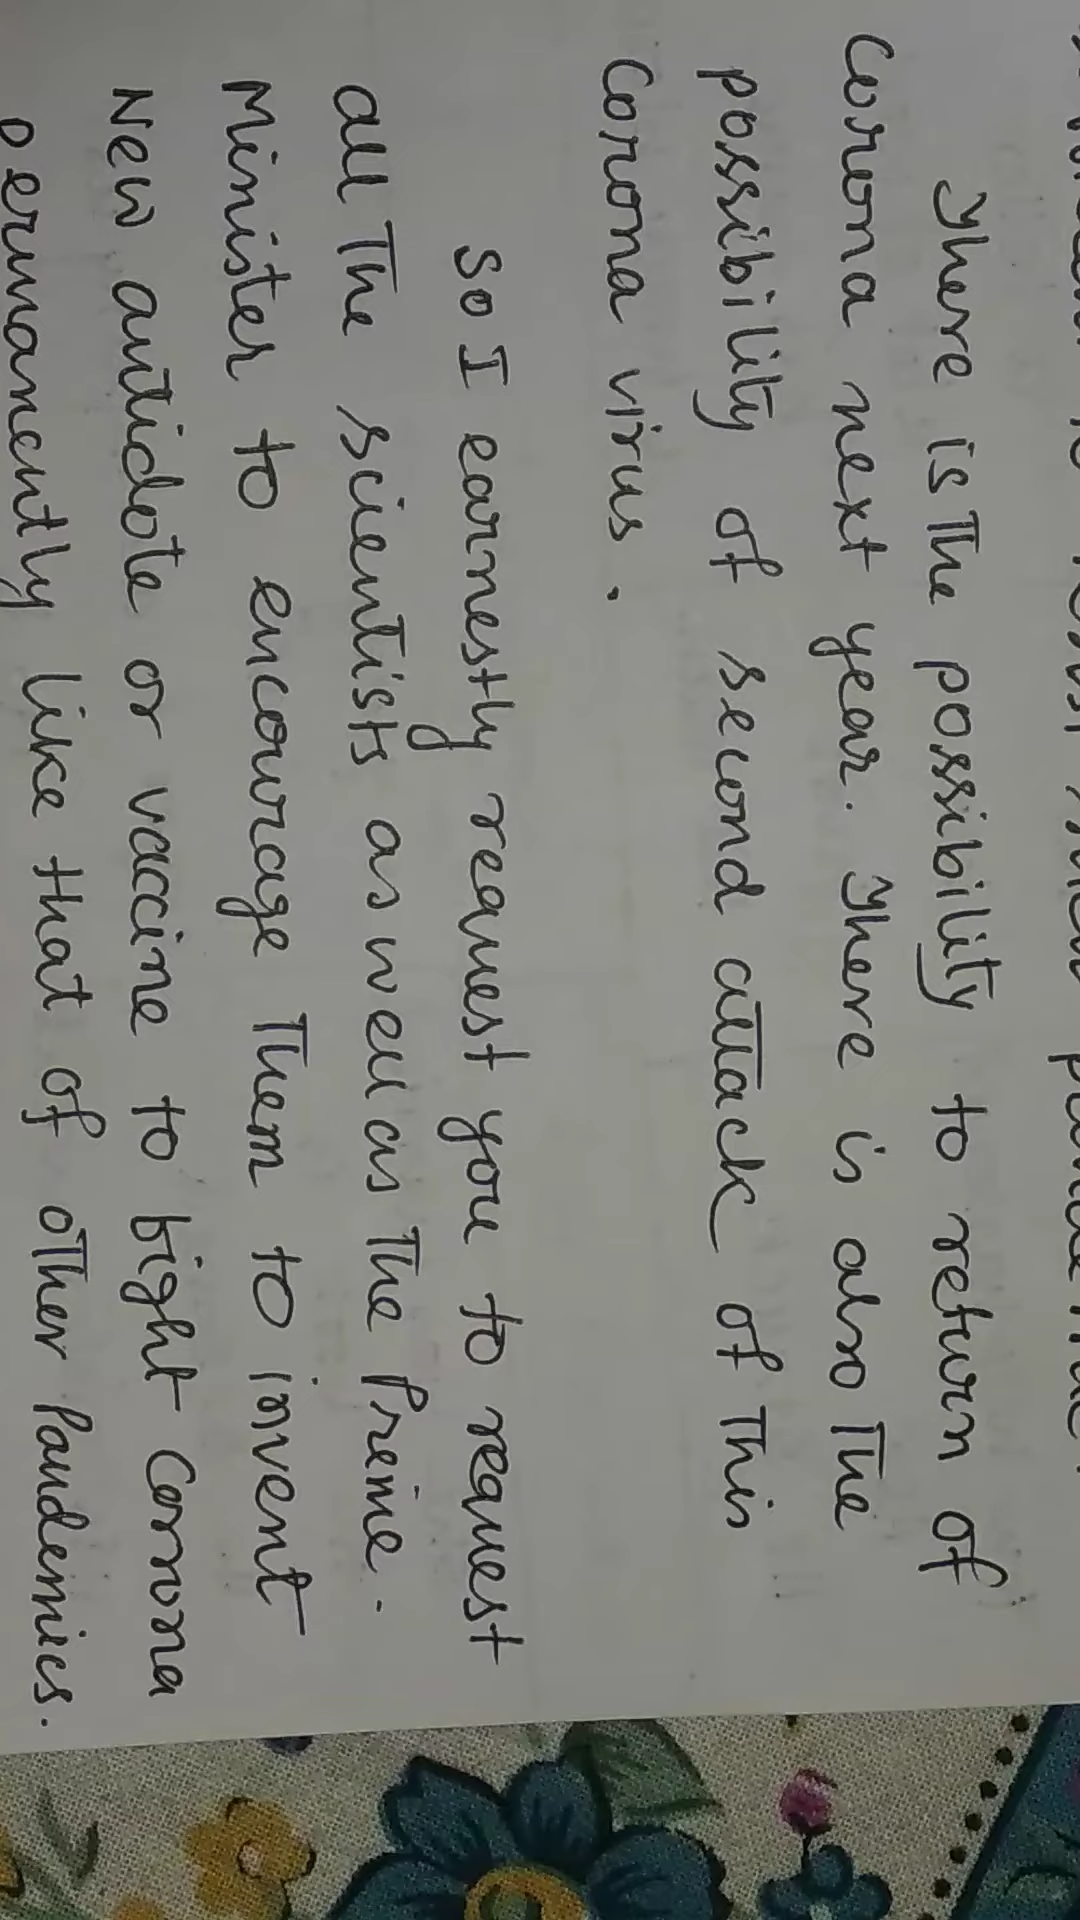 There is The possibility to return of
Corona next year. There is also The
possibility of second attack of This
Corona virus.
So I earnestly request you to request
all The scientists as well as The Prime.
Minister to encourage Them to invent
New antidote or vaccine to bight Corona
permanently like that of other Pandemics.